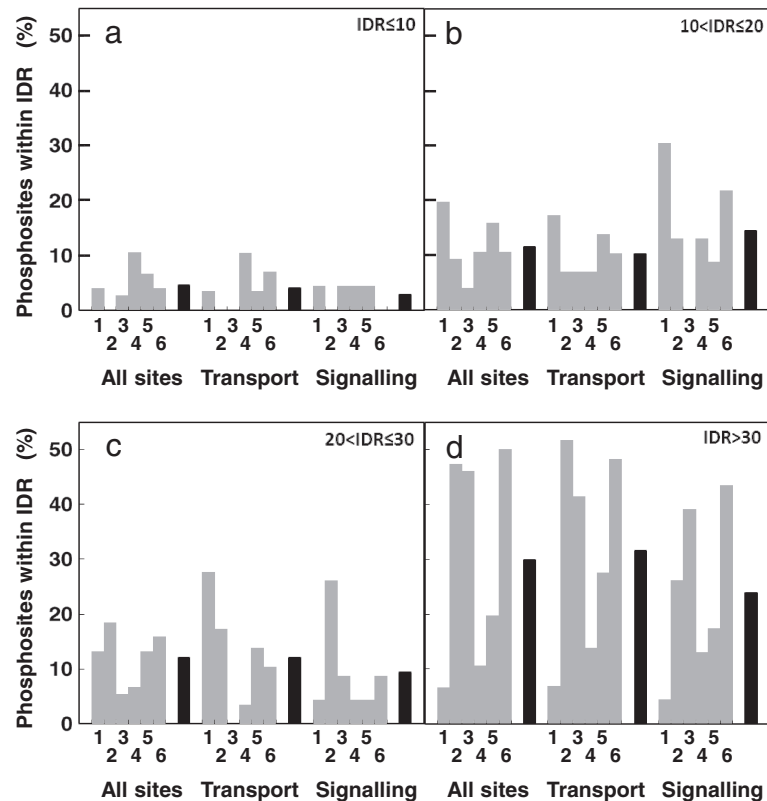 Phosphosites within IDR (%)
50
40
30
20
10
0
a
IDR≤10
1 3 5 1 3 5 1 3 5
2 4 6 2 4 6 2 4 6
All sites Transport Signalling
b
10<IDR≤20
1 3 5 1 3 5 1 3 5
2 4 6 2 4 6 2 4 6
All sites Transport Signalling
Phosphosites within IDR (%)
50
40
30
20
10
0
c
20<IDR≤30
1 3 5 1 3 5 1 3 5
2 4 6 2 4 6 2 4 6
All sites Transport Signalling
d
IDR>30
1 3 5 1 3 5 1 3 5
2 4 6 2 4 6 2 4 6
All sites Transport Signalling